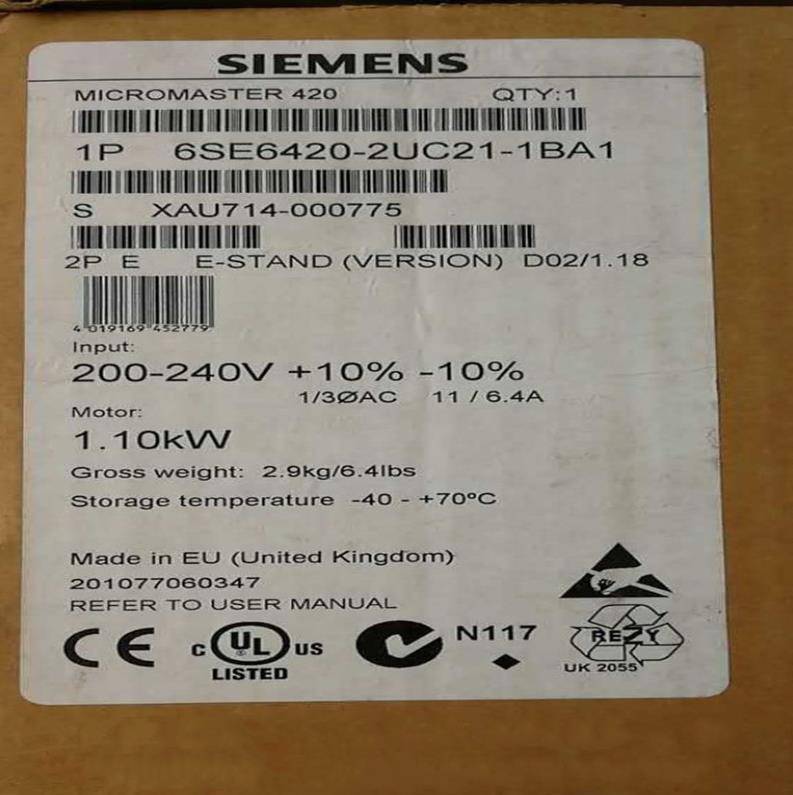 SIEMENS
MICROMASTER 420 QTY:1
1P 6SE6420-2UC21-1BA1
S XAU714-000775
2P E E-STAND (VERSION) D02/1.18
4 019169 452779
Input:
200-240V +10% -10%
1/3ØAC 11 / 6.4A
Motor:
1.10kW
Gross weight: 2.9kg/6.4lbs
Storage temperature -40 - +70ºC
Made in EU (United Kingdom)
201077060347
REFER TO USER MANUAL
CE C UL US N117 REZY
LISTED UK 2055